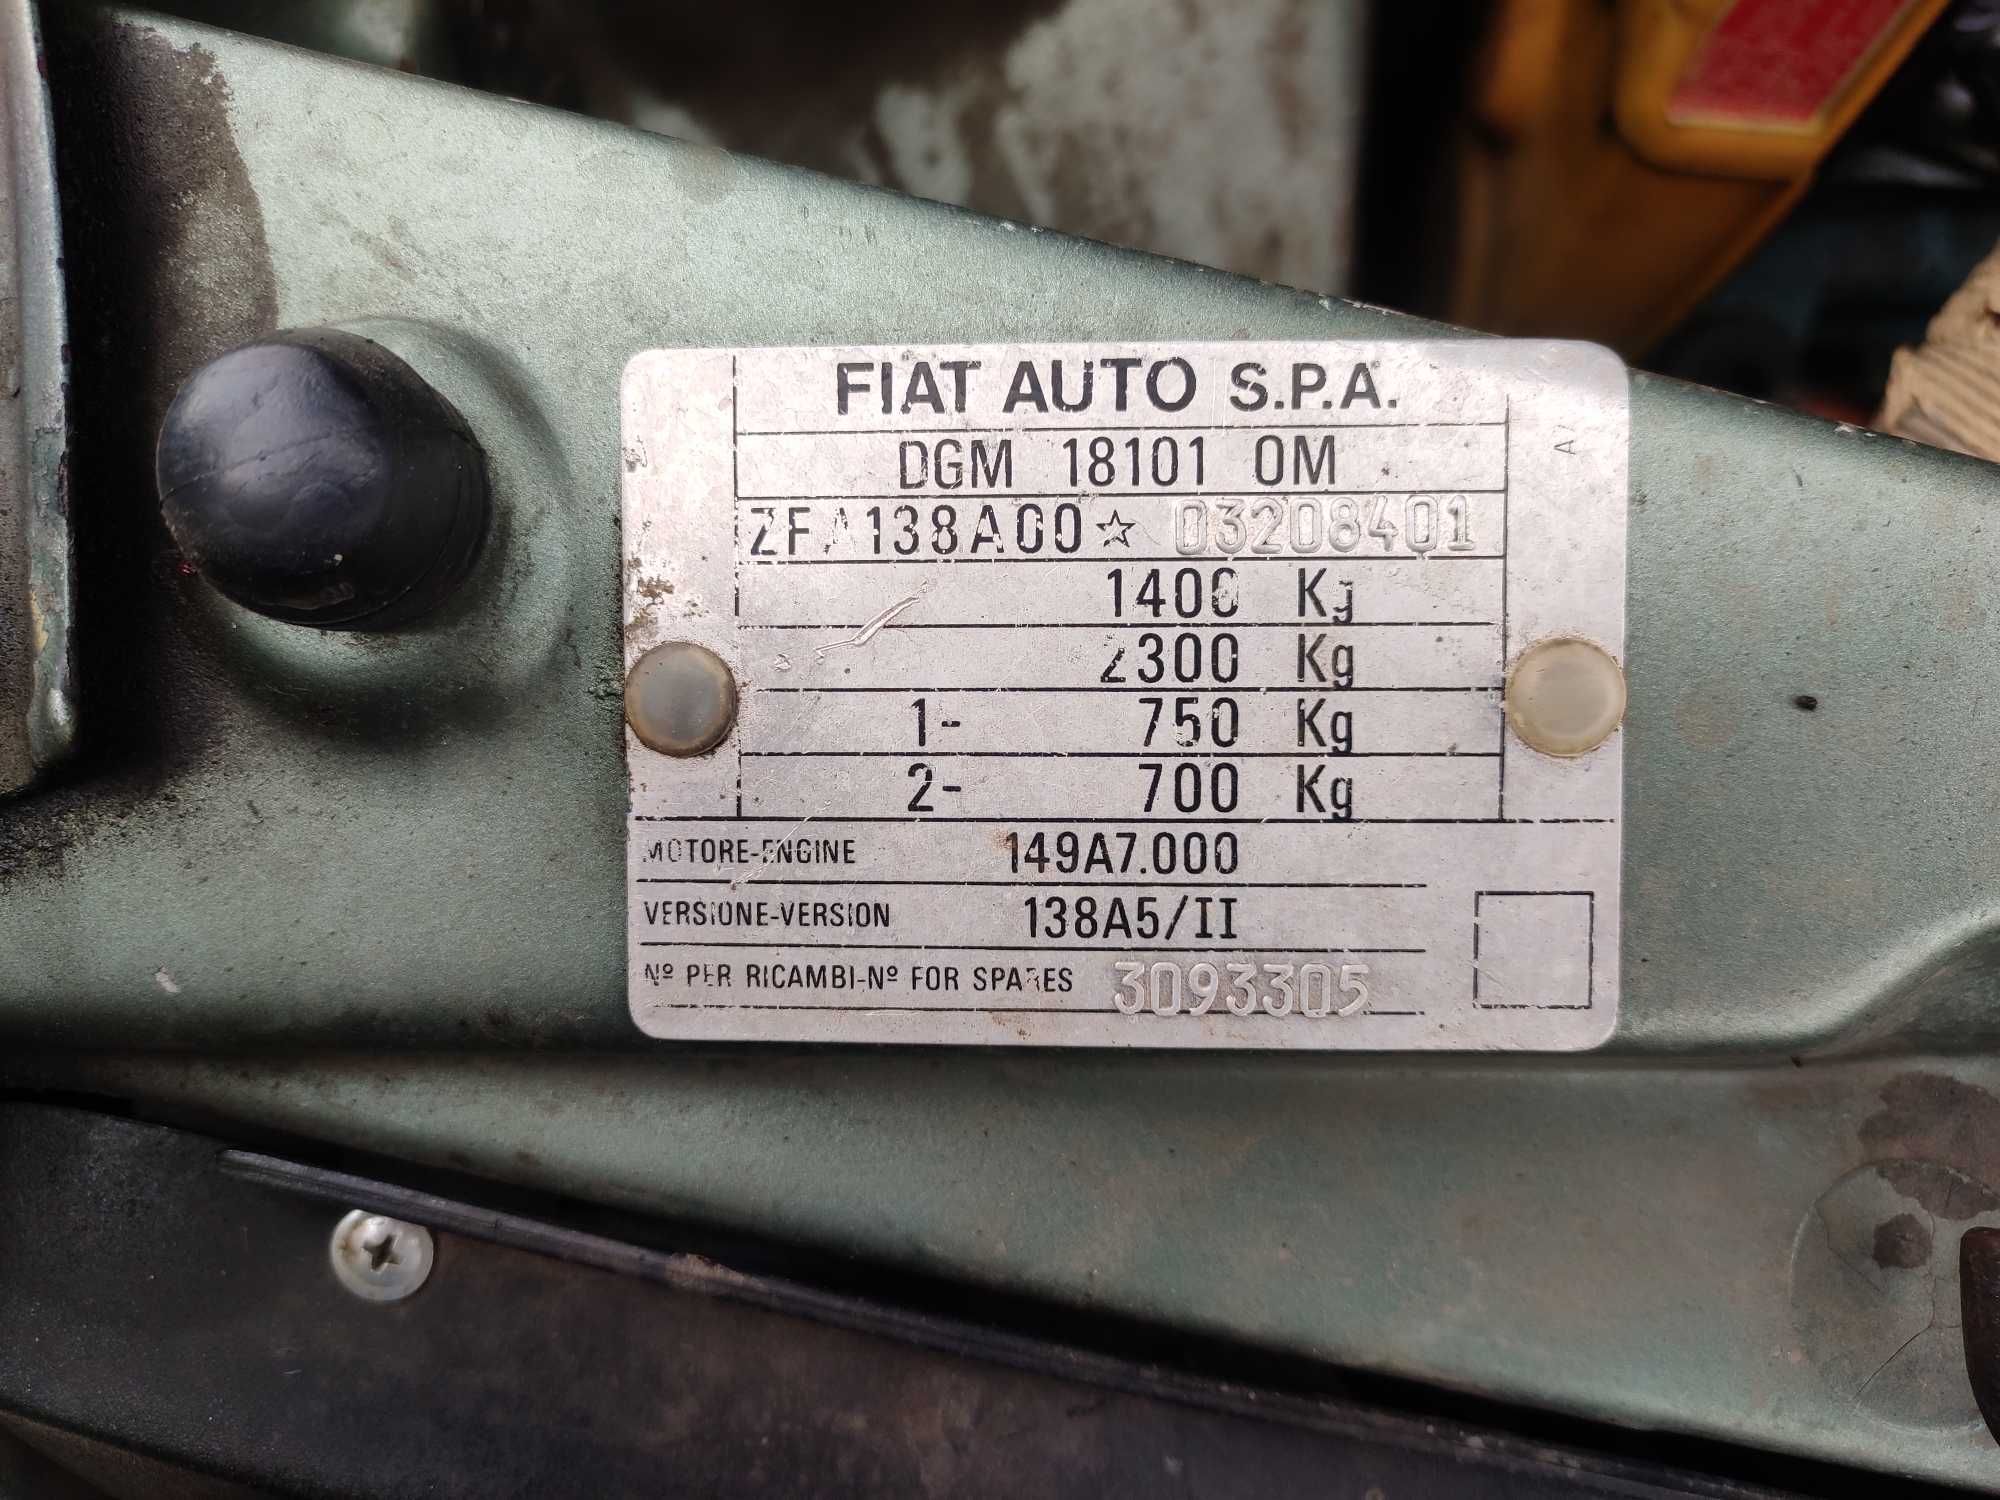 FIAT AUTO S.P.A.
DGM 18101 OM
ZFA138A00☆ 03208401
1400 Kg
2300 Kg
1- 750 Kg
2- 700 Kg
MOTORE-ENGINE 149A7.000
VERSIONE-VERSION 138A5/II
Nº PER RICAMBI-Nº FOR SPARES 3093305